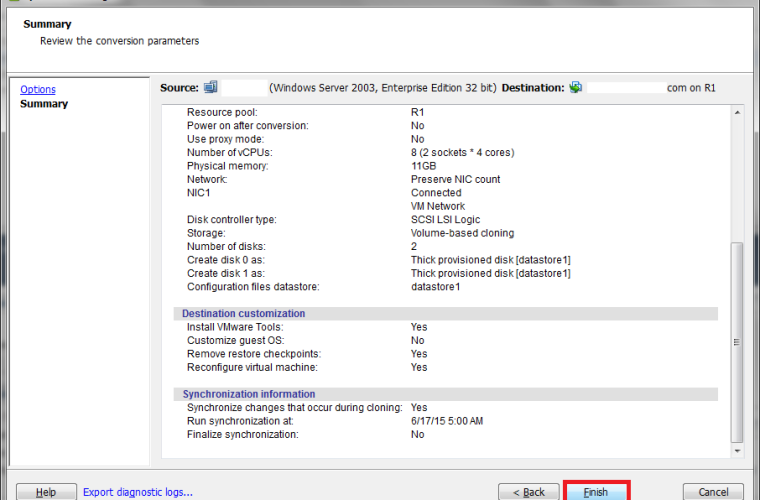 Summary
Review the conversion parameters
Options
Summary
Source: (Windows Server 2003, Enterprise Edition 32 bit) Destination: com on R1
Resource pool: R1
Power on after conversion: No
Use proxy mode: No
Number of vCPUs: 8 (2 sockets * 4 cores)
Physical memory: 11GB
Network: Preserve NIC count
NIC1 Connected
VM Network
Disk controller type: SCSI LSI Logic
Storage: Volume-based cloning
Number of disks: 2
Create disk 0 as: Thick provisioned disk [datastore1]
Create disk 1 as: Thick provisioned disk [datastore1]
Configuration files datastore: datastore1
Destination customization
Install VMware Tools: Yes
Customize guest OS: No
Remove restore checkpoints: Yes
Reconfigure virtual machine: Yes
Synchronization information
Synchronize changes that occur during cloning: Yes
Run synchronization at: 6/17/15 5:00 AM
Finalize synchronization: No
Help Export diagnostic logs... < Back Finish Cancel